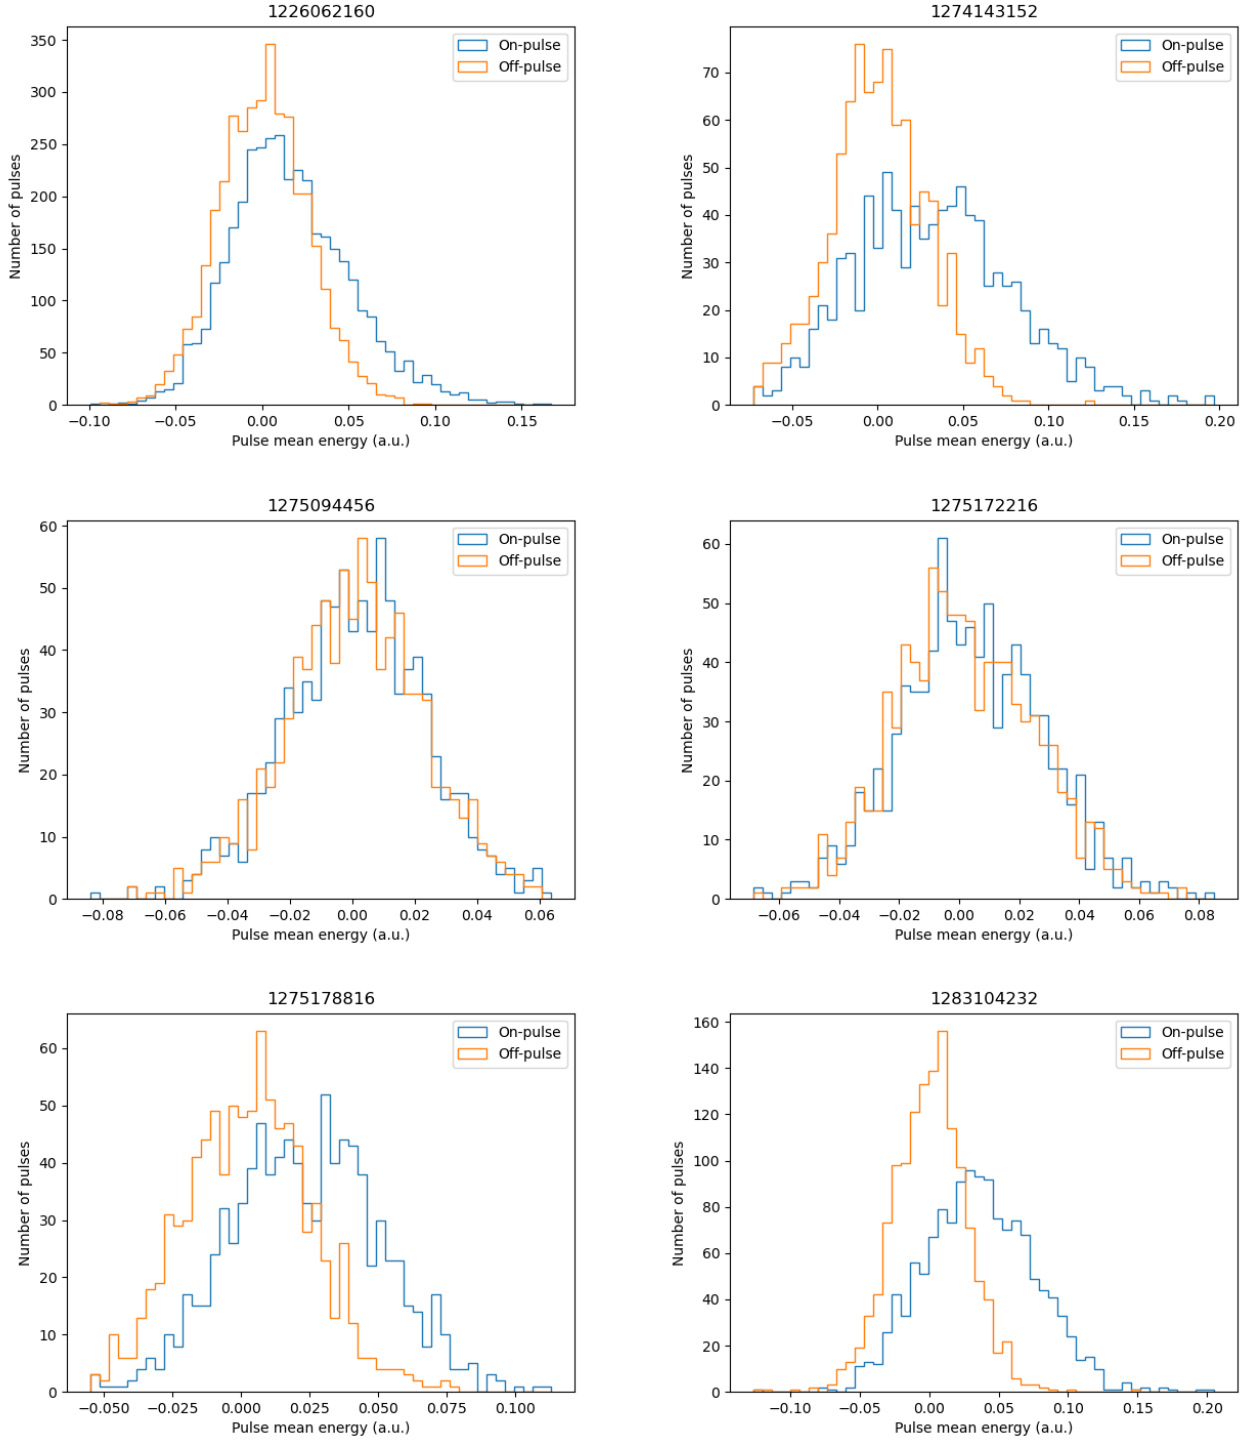 1226062160
On-pulse
Off-pulse
Number of pulses
350
300
250
200
150
100
50
0
−0.10 −0.05 0.00 0.05 0.10 0.15
Pulse mean energy (a.u.)
1274143152
On-pulse
Off-pulse
Number of pulses
70
60
50
40
30
20
10
0
−0.05 0.00 0.05 0.10 0.15 0.20
Pulse mean energy (a.u.)
1275094456
On-pulse
Off-pulse
Number of pulses
60
50
40
30
20
10
0
−0.08 −0.06 −0.04 −0.02 0.00 0.02 0.04 0.06
Pulse mean energy (a.u.)
1275172216
On-pulse
Off-pulse
Number of pulses
60
50
40
30
20
10
0
−0.06 −0.04 −0.02 0.00 0.02 0.04 0.06 0.08
Pulse mean energy (a.u.)
1275178816
On-pulse
Off-pulse
Number of pulses
60
50
40
30
20
10
0
−0.050 −0.025 0.000 0.025 0.050 0.075 0.100
Pulse mean energy (a.u.)
1283104232
On-pulse
Off-pulse
Number of pulses
160
140
120
100
80
60
40
20
0
−0.10 −0.05 0.00 0.05 0.10 0.15 0.20
Pulse mean energy (a.u.)